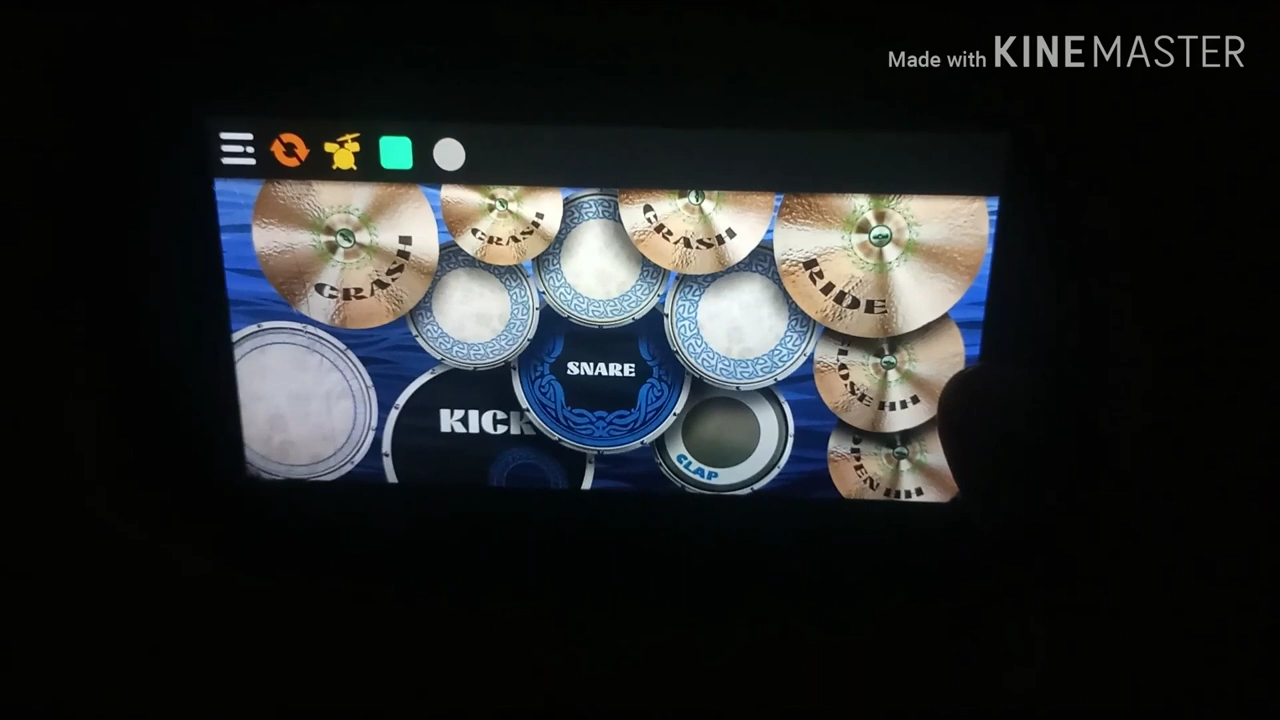 Made with KINEMASTER
CRASH
CRASH
CRASH
RIDE
SNARE
CLOSE HH
KICK
CLAP
OPEN HH